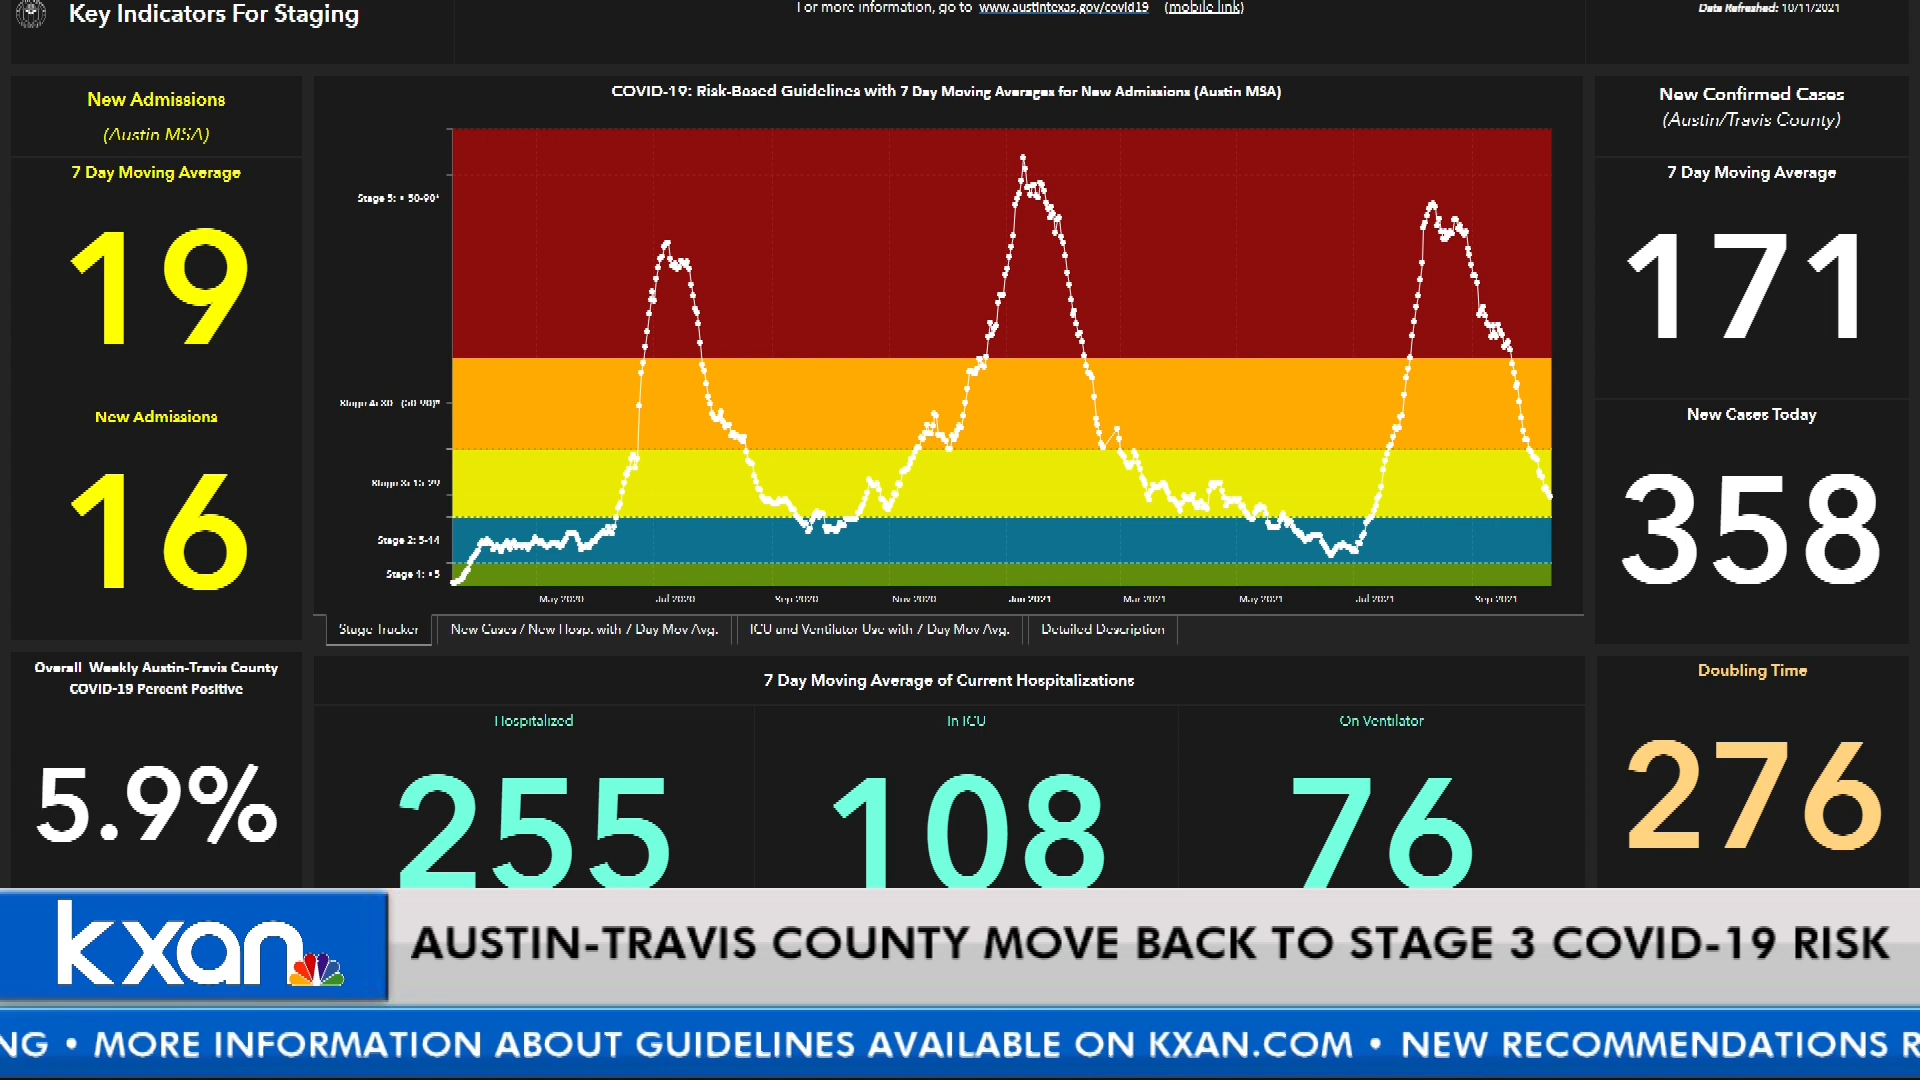 Key Indicators For Staging
For more information, go to www.austintexas.gov/covid19 (mobile link)
Date Refreshed: 10/11/2021
New Admissions
(Austin MSA)
7 Day Moving Average
19
New Admissions
16
COVID-19: Risk-Based Guidelines with 7 Day Moving Averages for New Admissions (Austin MSA)
Stage 2: 5-14
May 2020
Jul 2020
Sep 2020
Nov 2020
Jan 2021
Mar 2021
May 2021
Jul 2021
Sep 2021
Stage Tracker
New Cases / New Hosp. with 7 Day Mov Avg.
ICU and Ventilator Use with 7 Day Mov Avg.
Detailed Description
New Confirmed Cases
(Austin/Travis County)
7 Day Moving Average
171
New Cases Today
358
Overall Weekly Austin-Travis County
COVID-19 Percent Positive
5.9%
7 Day Moving Average of Current Hospitalizations
Hospitalized
255
In ICU
108
On Ventilator
76
Doubling Time
276
kxan
AUSTIN-TRAVIS COUNTY MOVE BACK TO STAGE 3 COVID-19 RISK
NG • MORE INFORMATION ABOUT GUIDELINES AVAILABLE ON KXAN.COM • NEW RECOMMENDATIONS R